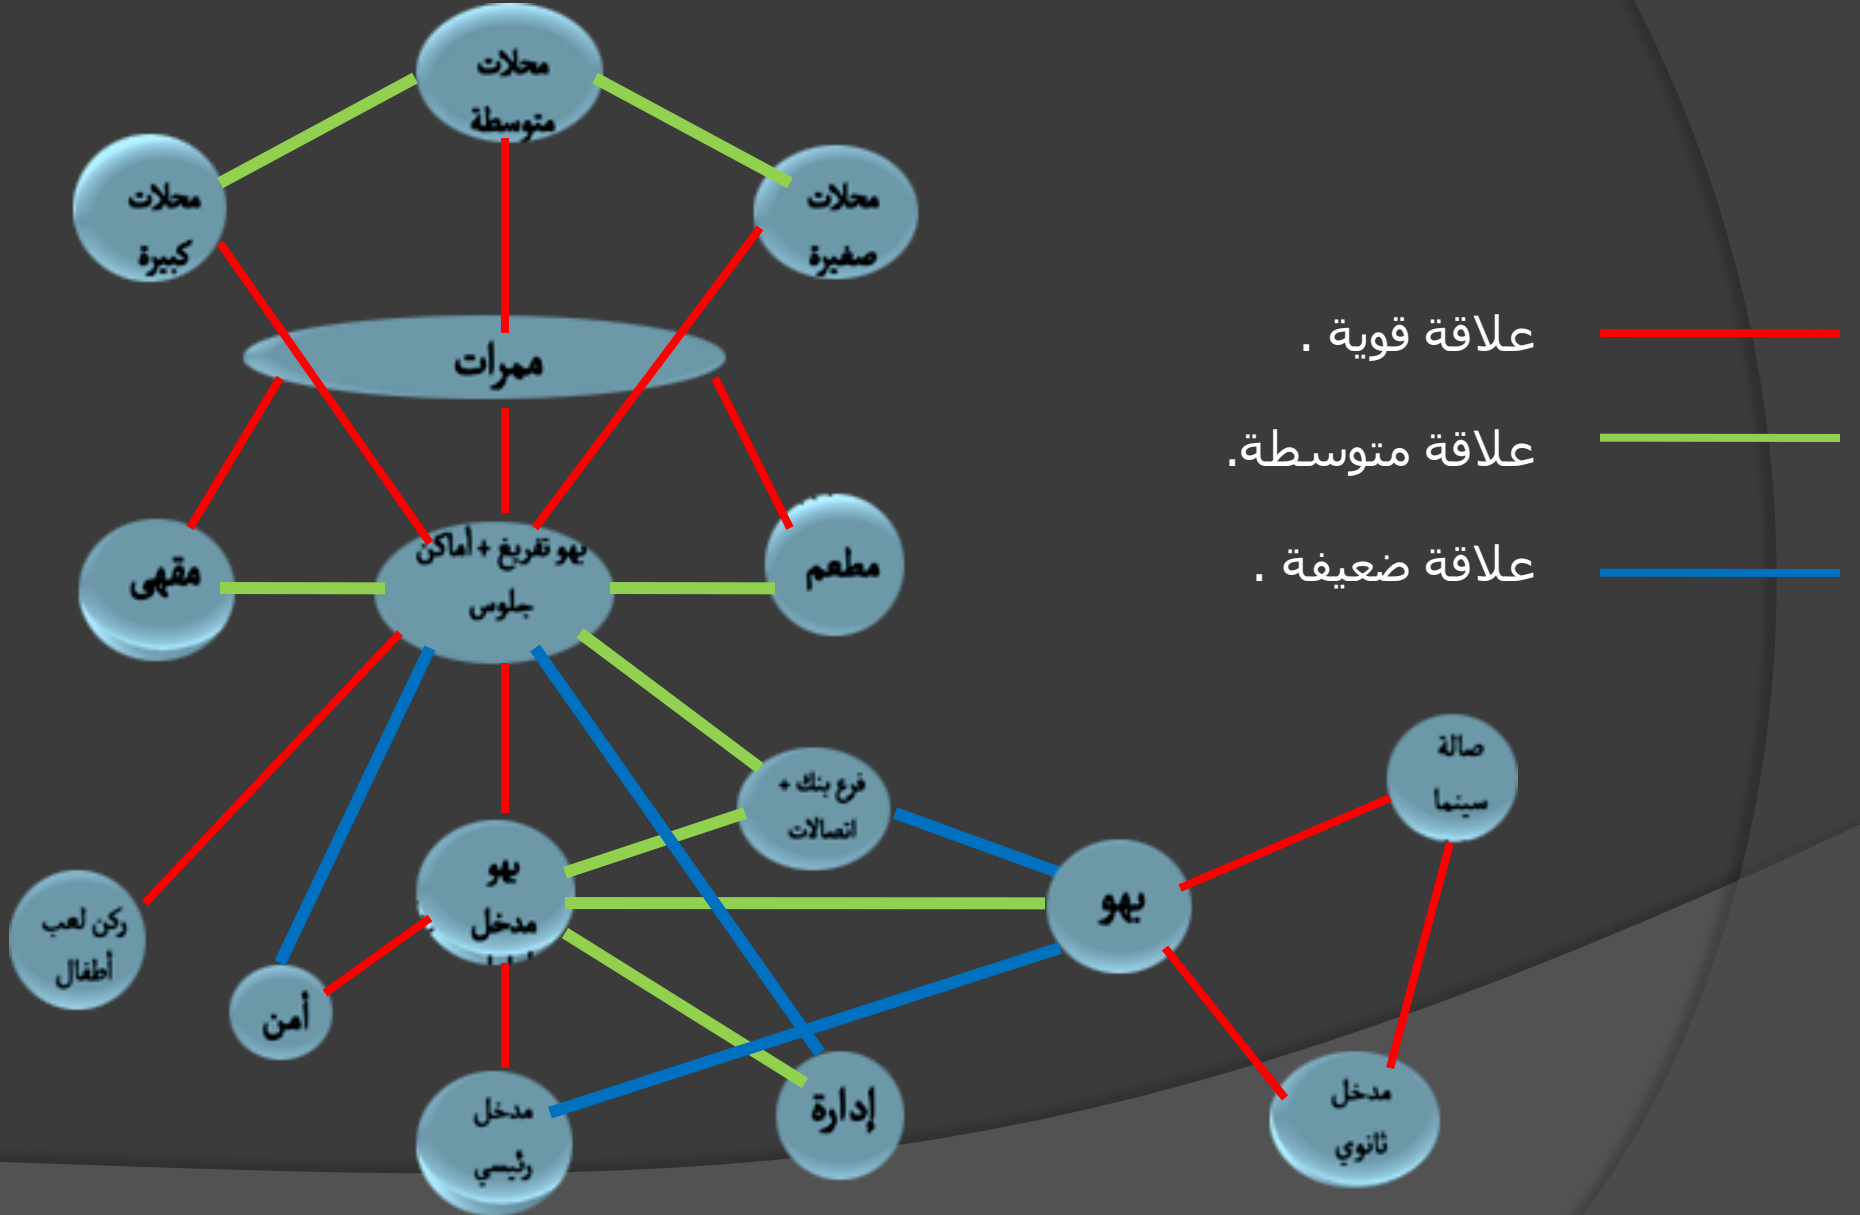 محلات
متوسطة
محلات
كبيرة
محلات
صغيرة
ممرات
علاقة قوية .
علاقة متوسطة.
علاقة ضعيفة .
مقهى
بهو تفريغ + أماكن
جلوس
مطعم
صالة
سينما
فرع بنك +
اتصالات
بهو
مدخل
بهو
ركن لعب
أطفال
أمن
مدخل
رئيسي
إدارة
مدخل
ثانوي